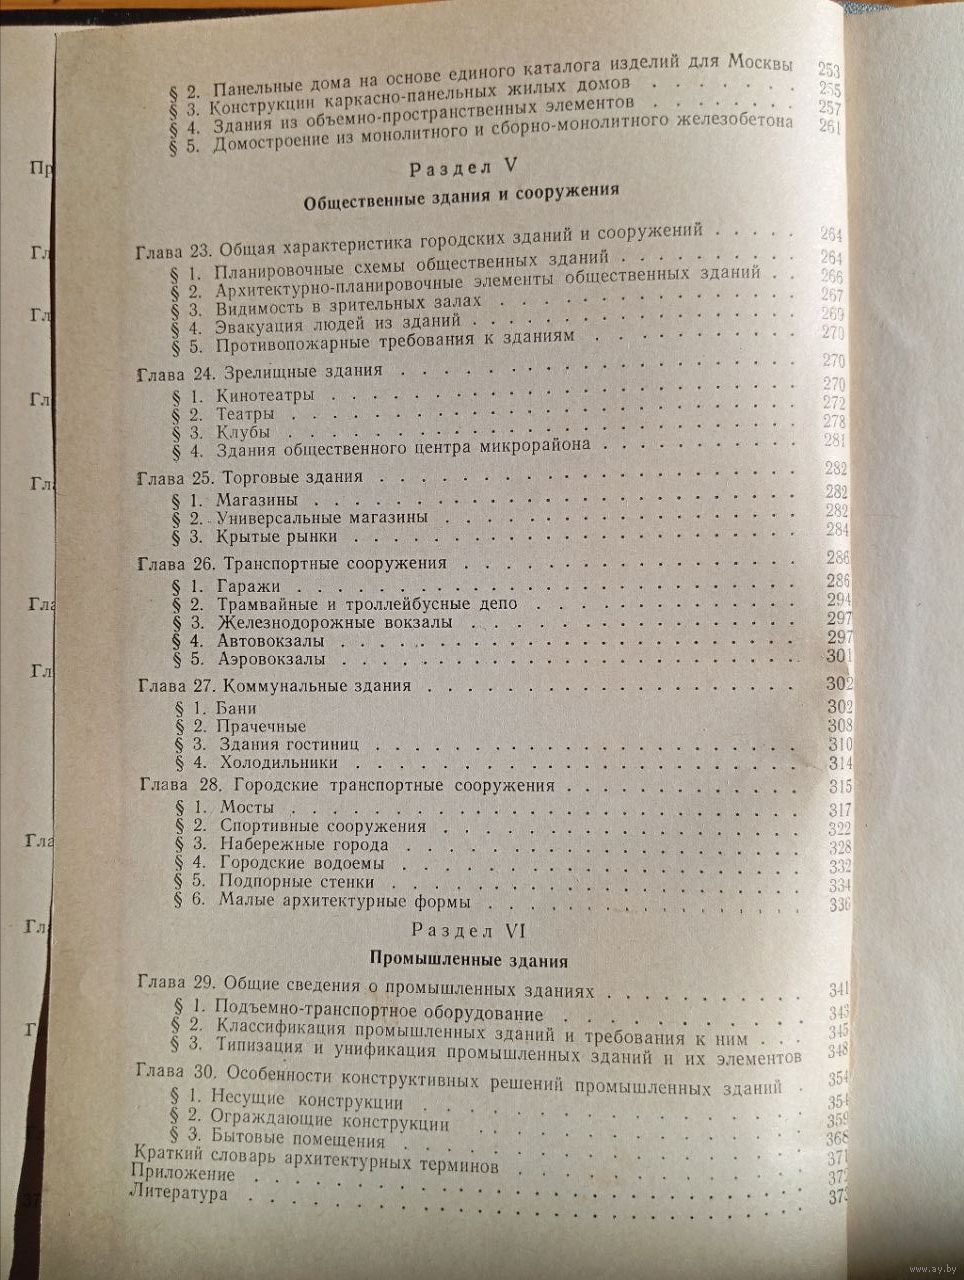 § 2. Панельные дома на основе единого каталога изделий для Москвы 253
§ 3. Конструкции каркасно-панельных жилых домов . . . . . . . 255
§ 4. Здания из объемно-пространственных элементов . . . . . . . 257
§ 5. Домостроение из монолитного и сборно-монолитного железобетона 261
Раздел V
Общественные здания и сооружения
Глава 23. Общая характеристика городских зданий и сооружений . . . . . 264
§ 1. Планировочные схемы общественных зданий . . . . . . . . . 264
§ 2. Архитектурно-планировочные элементы общественных зданий . . 266
§ 3. Видимость в зрительных залах . . . . . . . . . . . . . . . 267
§ 4. Эвакуация людей из зданий . . . . . . . . . . . . . . . . 269
§ 5. Противопожарные требования к зданиям . . . . . . . . . . 270
Глава 24. Зрелищные здания . . . . . . . . . . . . . . . . . . . 270
§ 1. Кинотеатры . . . . . . . . . . . . . . . . . . . . . . . 270
§ 2. Театры . . . . . . . . . . . . . . . . . . . . . . . . . 272
§ 3. Клубы . . . . . . . . . . . . . . . . . . . . . . . . . 278
§ 4. Здания общественного центра микрорайона . . . . . . . . . 281
Глава 25. Торговые здания . . . . . . . . . . . . . . . . . . . . 282
§ 1. Магазины . . . . . . . . . . . . . . . . . . . . . . . . 282
§ 2. Универсальные магазины . . . . . . . . . . . . . . . . . 282
§ 3. Крытые рынки . . . . . . . . . . . . . . . . . . . . . . 284
Глава 26. Транспортные сооружения . . . . . . . . . . . . . . . . 286
§ 1. Гаражи . . . . . . . . . . . . . . . . . . . . . . . . . 286
§ 2. Трамвайные и троллейбусные депо . . . . . . . . . . . . . 294
§ 3. Железнодорожные вокзалы . . . . . . . . . . . . . . . . 297
§ 4. Автовокзалы . . . . . . . . . . . . . . . . . . . . . . 297
§ 5. Аэровокзалы . . . . . . . . . . . . . . . . . . . . . . 301
Глава 27. Коммунальные здания . . . . . . . . . . . . . . . . . . 302
§ 1. Бани 302
§ 2. Прачечные 308
§ 3. Здания гостиниц . . . . . . . . . . . . . . . . . . . . 310
§ 4. Холодильники . . . . . . . . . . . . . . . . . . . . . . 314
Глава 28. Городские транспортные сооружения . . . . . . . . . . . 315
§ 1. Мосты . . . . . . . . . . . . . . . . . . . . . . . . . 317
§ 2. Спортивные сооружения . . . . . . . . . . . . . . . . . 322
§ 3. Набережные города . . . . . . . . . . . . . . . . . . . 328
§ 4. Городские водоемы . . . . . . . . . . . . . . . . . . . 332
§ 5. Подпорные стенки . . . . . . . . . . . . . . . . . . . . 334
§ 6. Малые архитектурные формы . . . . . . . . . . . . . . . 336
Раздел VI
Промышленные здания
Глава 29. Общие сведения о промышленных зданиях . . . . . . . . . 341
§ 1. Подъемно-транспортное оборудование . . . . . . . . . . . 343
§ 2. Классификация промышленных зданий и требования к ним . . . 345
§ 3. Типизация и унификация промышленных зданий и их элементов 348
Глава 30. Особенности конструктивных решений промышленных зданий . 354
§ 1. Несущие конструкции . . . . . . . . . . . . . . . . . . 354
§ 2. Ограждающие конструкции . . . . . . . . . . . . . . . . 359
§ 3. Бытовые помещения . . . . . . . . . . . . . . . . . . . 368
Краткий словарь архитектурных терминов . . . . . . . . . . . . . 371
Приложение . . . . . . . . . . . . . . . . . . . . . . . . . . 37
Литература . . . . . . . . . . . . . . . . . . . . . . . . . . 37
www.ay.by